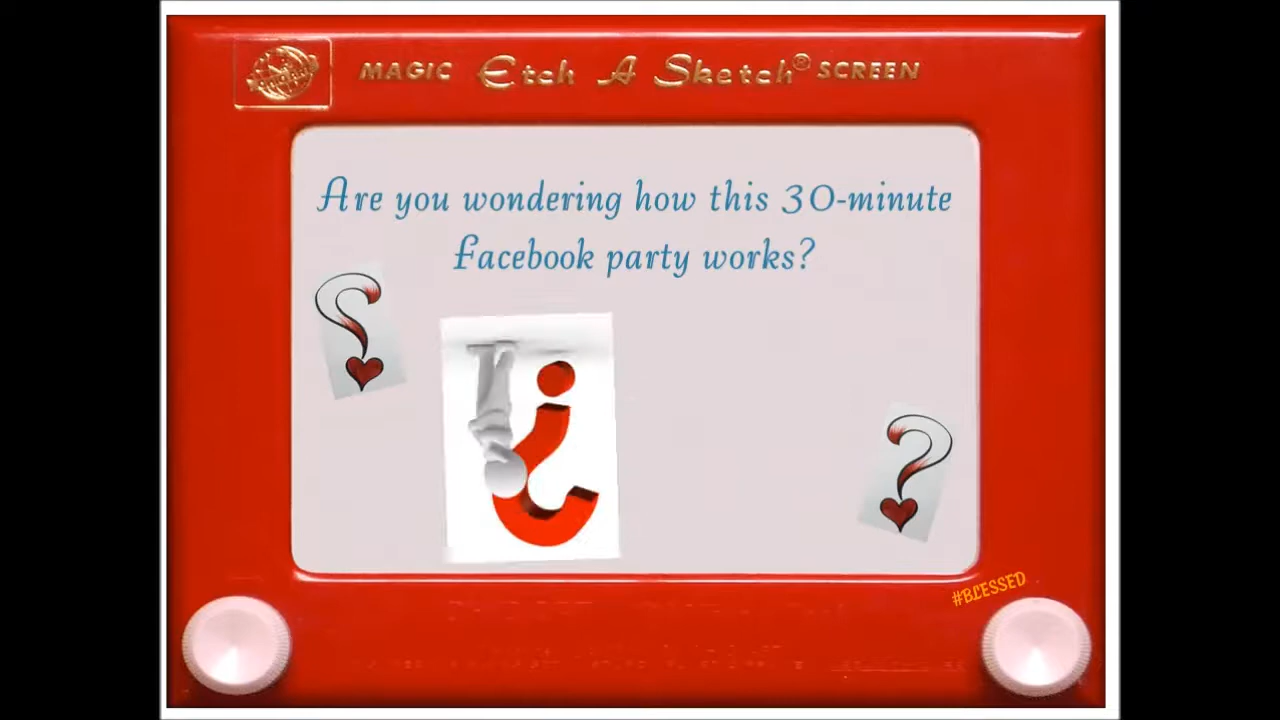 MAGIC Etch A Sketch® SCREEN
Are you wondering how this 30-minute
Facebook party works?
#BLESSED